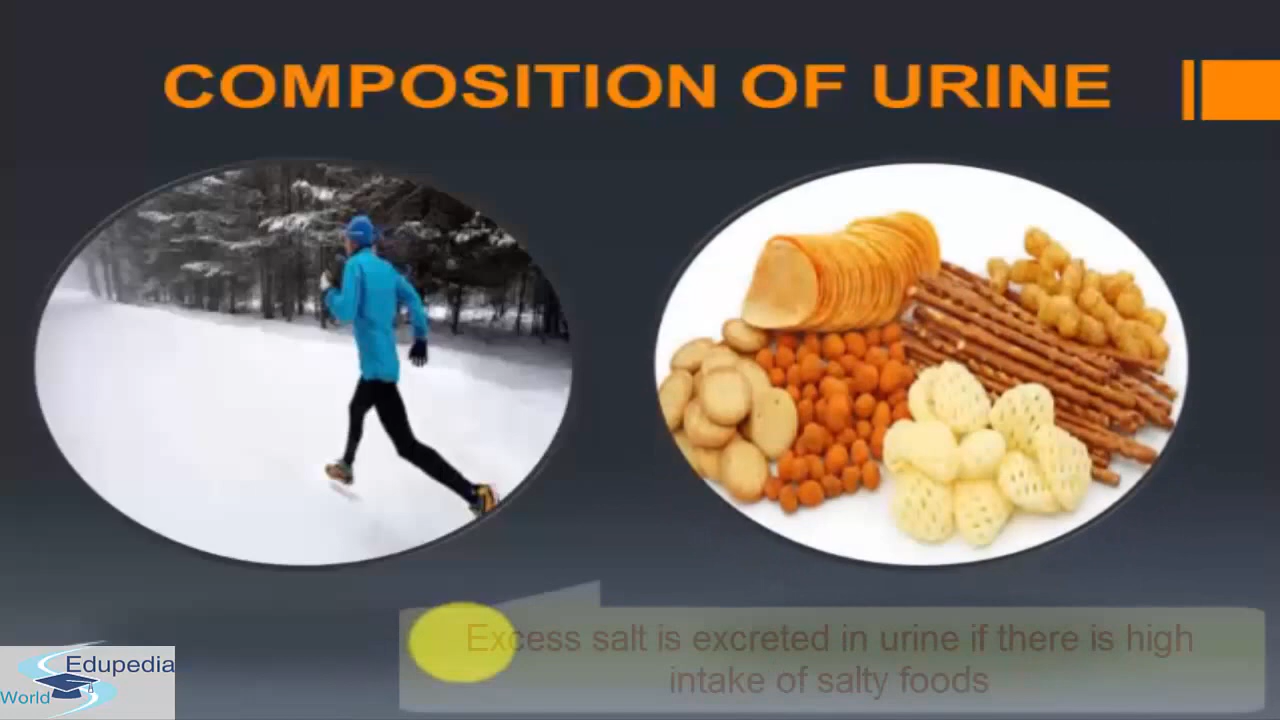 COMPOSITION OF URINE
Excess salt is excreted in urine if there is high
intake of salty foods
Edupedia
World